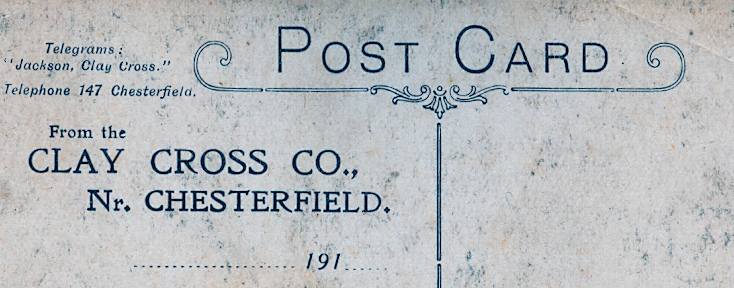 Telegrams:
"Jackson, Clay Cross."
Telephone 147 Chesterfield.
POST CARD
From the
CLAY CROSS CO.,
Nr. CHESTERFIELD.
.......................... 191......